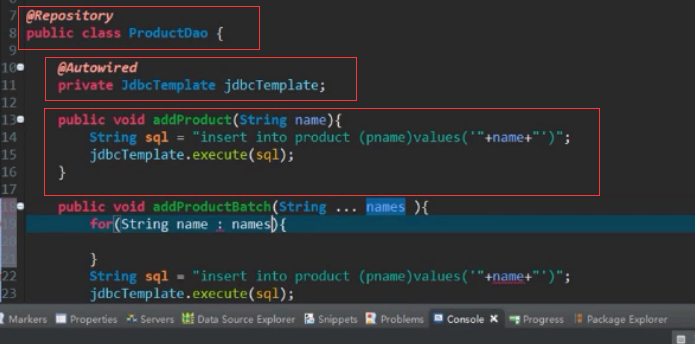 7 @Repository
8 public class ProductDao {
9
10 @Autowired
11 private JdbcTemplate jdbcTemplate;
12
13 public void addProduct(String name){
14 String sql = "insert into product (pname)values('"+name+"')";
15 jdbcTemplate.execute(sql);
16 }
17
18 public void addProductBatch(String ... names ){
for(String name : names){
}
22 String sql = "insert into product (pname)values('"+name+"')";
23 jdbcTemplate.execute(sql);
Markers Properties Servers Data Source Explorer Snippets Problems Console Progress Package Explorer